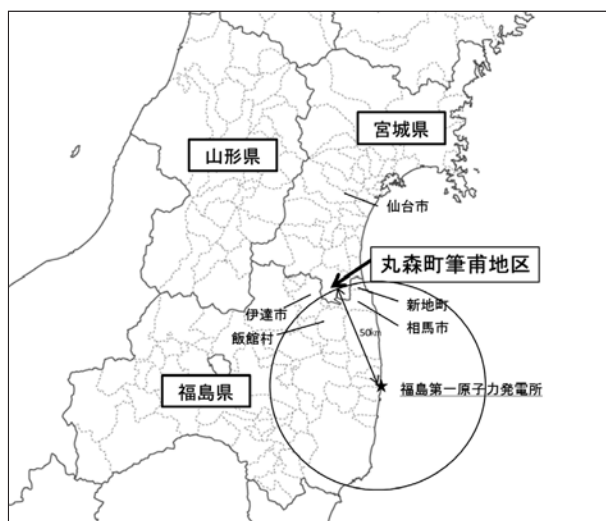 宮城県
山形県
仙台市
丸森町筆甫地区
伊達市
新地町
飯館村
相馬市
50km
福島県
福島第一原子力発電所